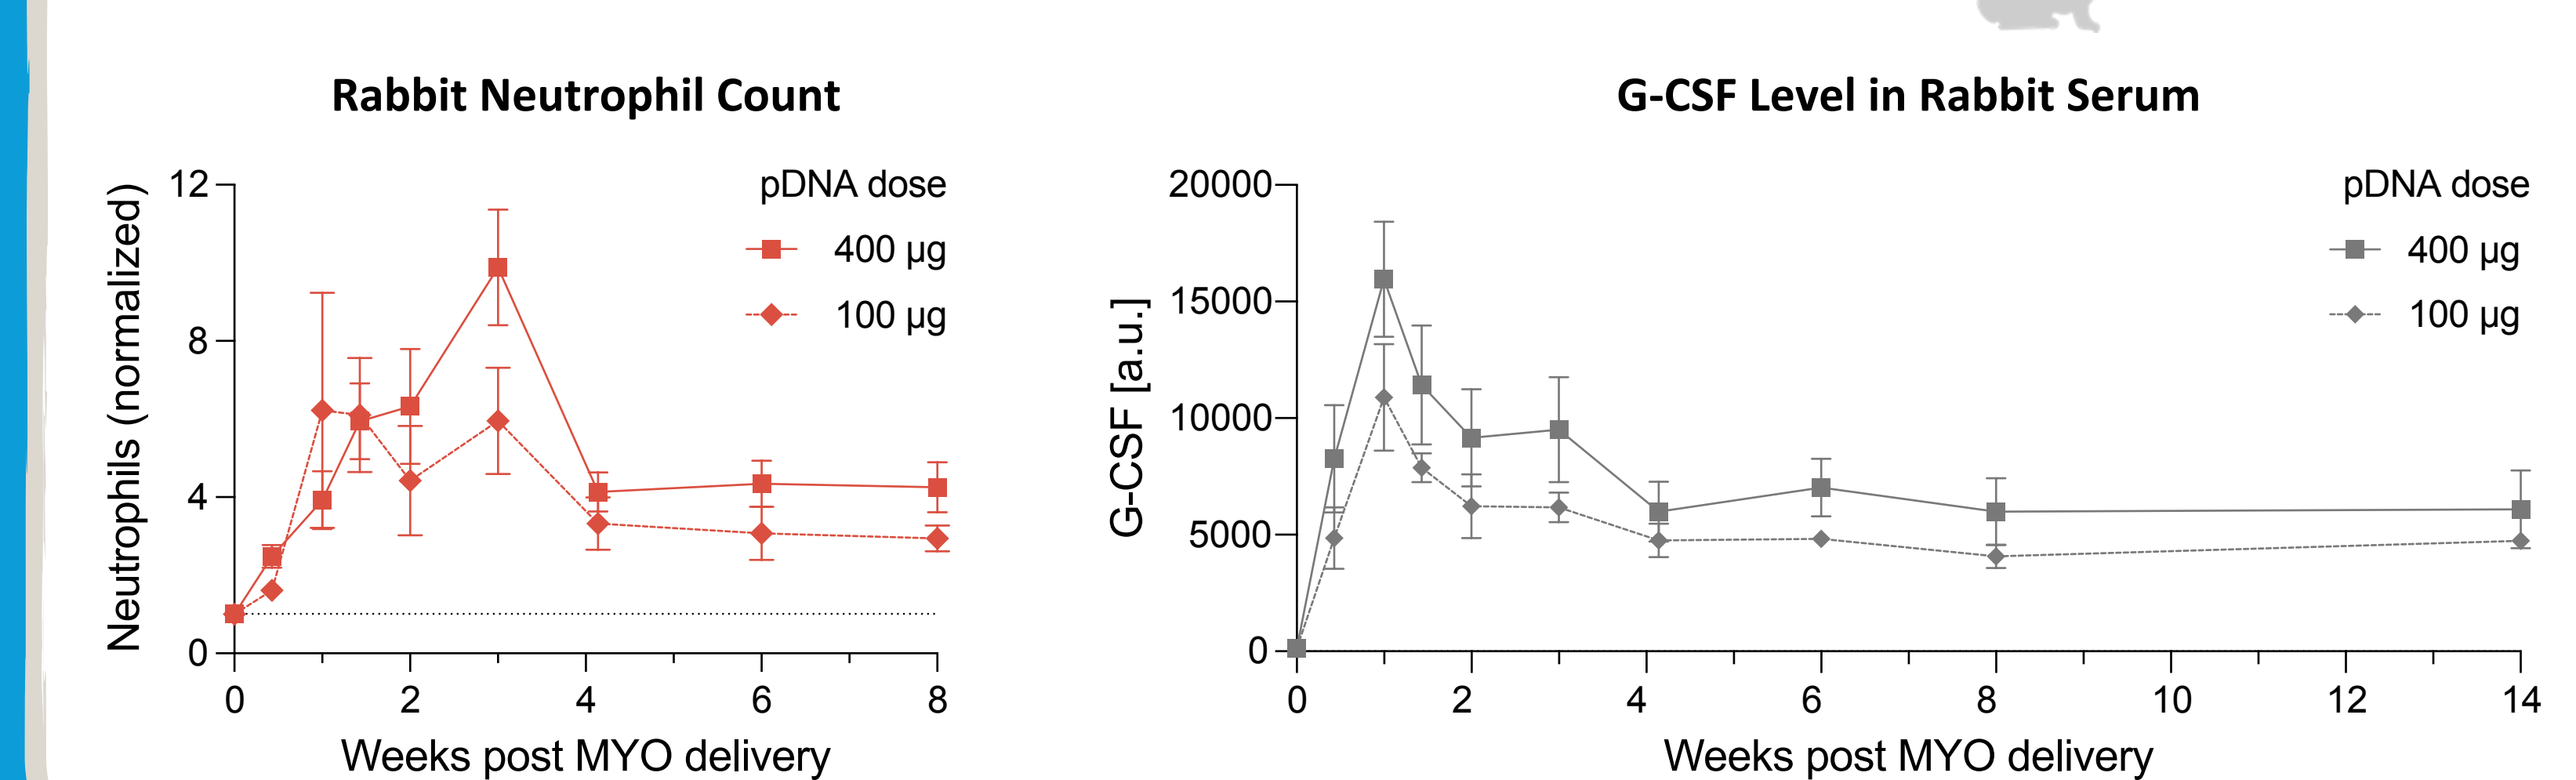 Rabbit Neutrophil Count
Neutrophils (normalized)
12
8
4
0
pDNA dose
400 µg
100 µg
0 2 4 6 8
Weeks post MYO delivery
G-CSF Level in Rabbit Serum
G-CSF [a.u.]
20000
15000
10000
5000
0
pDNA dose
400 µg
100 µg
0 2 4 6 8 10 12 14
Weeks post MYO delivery